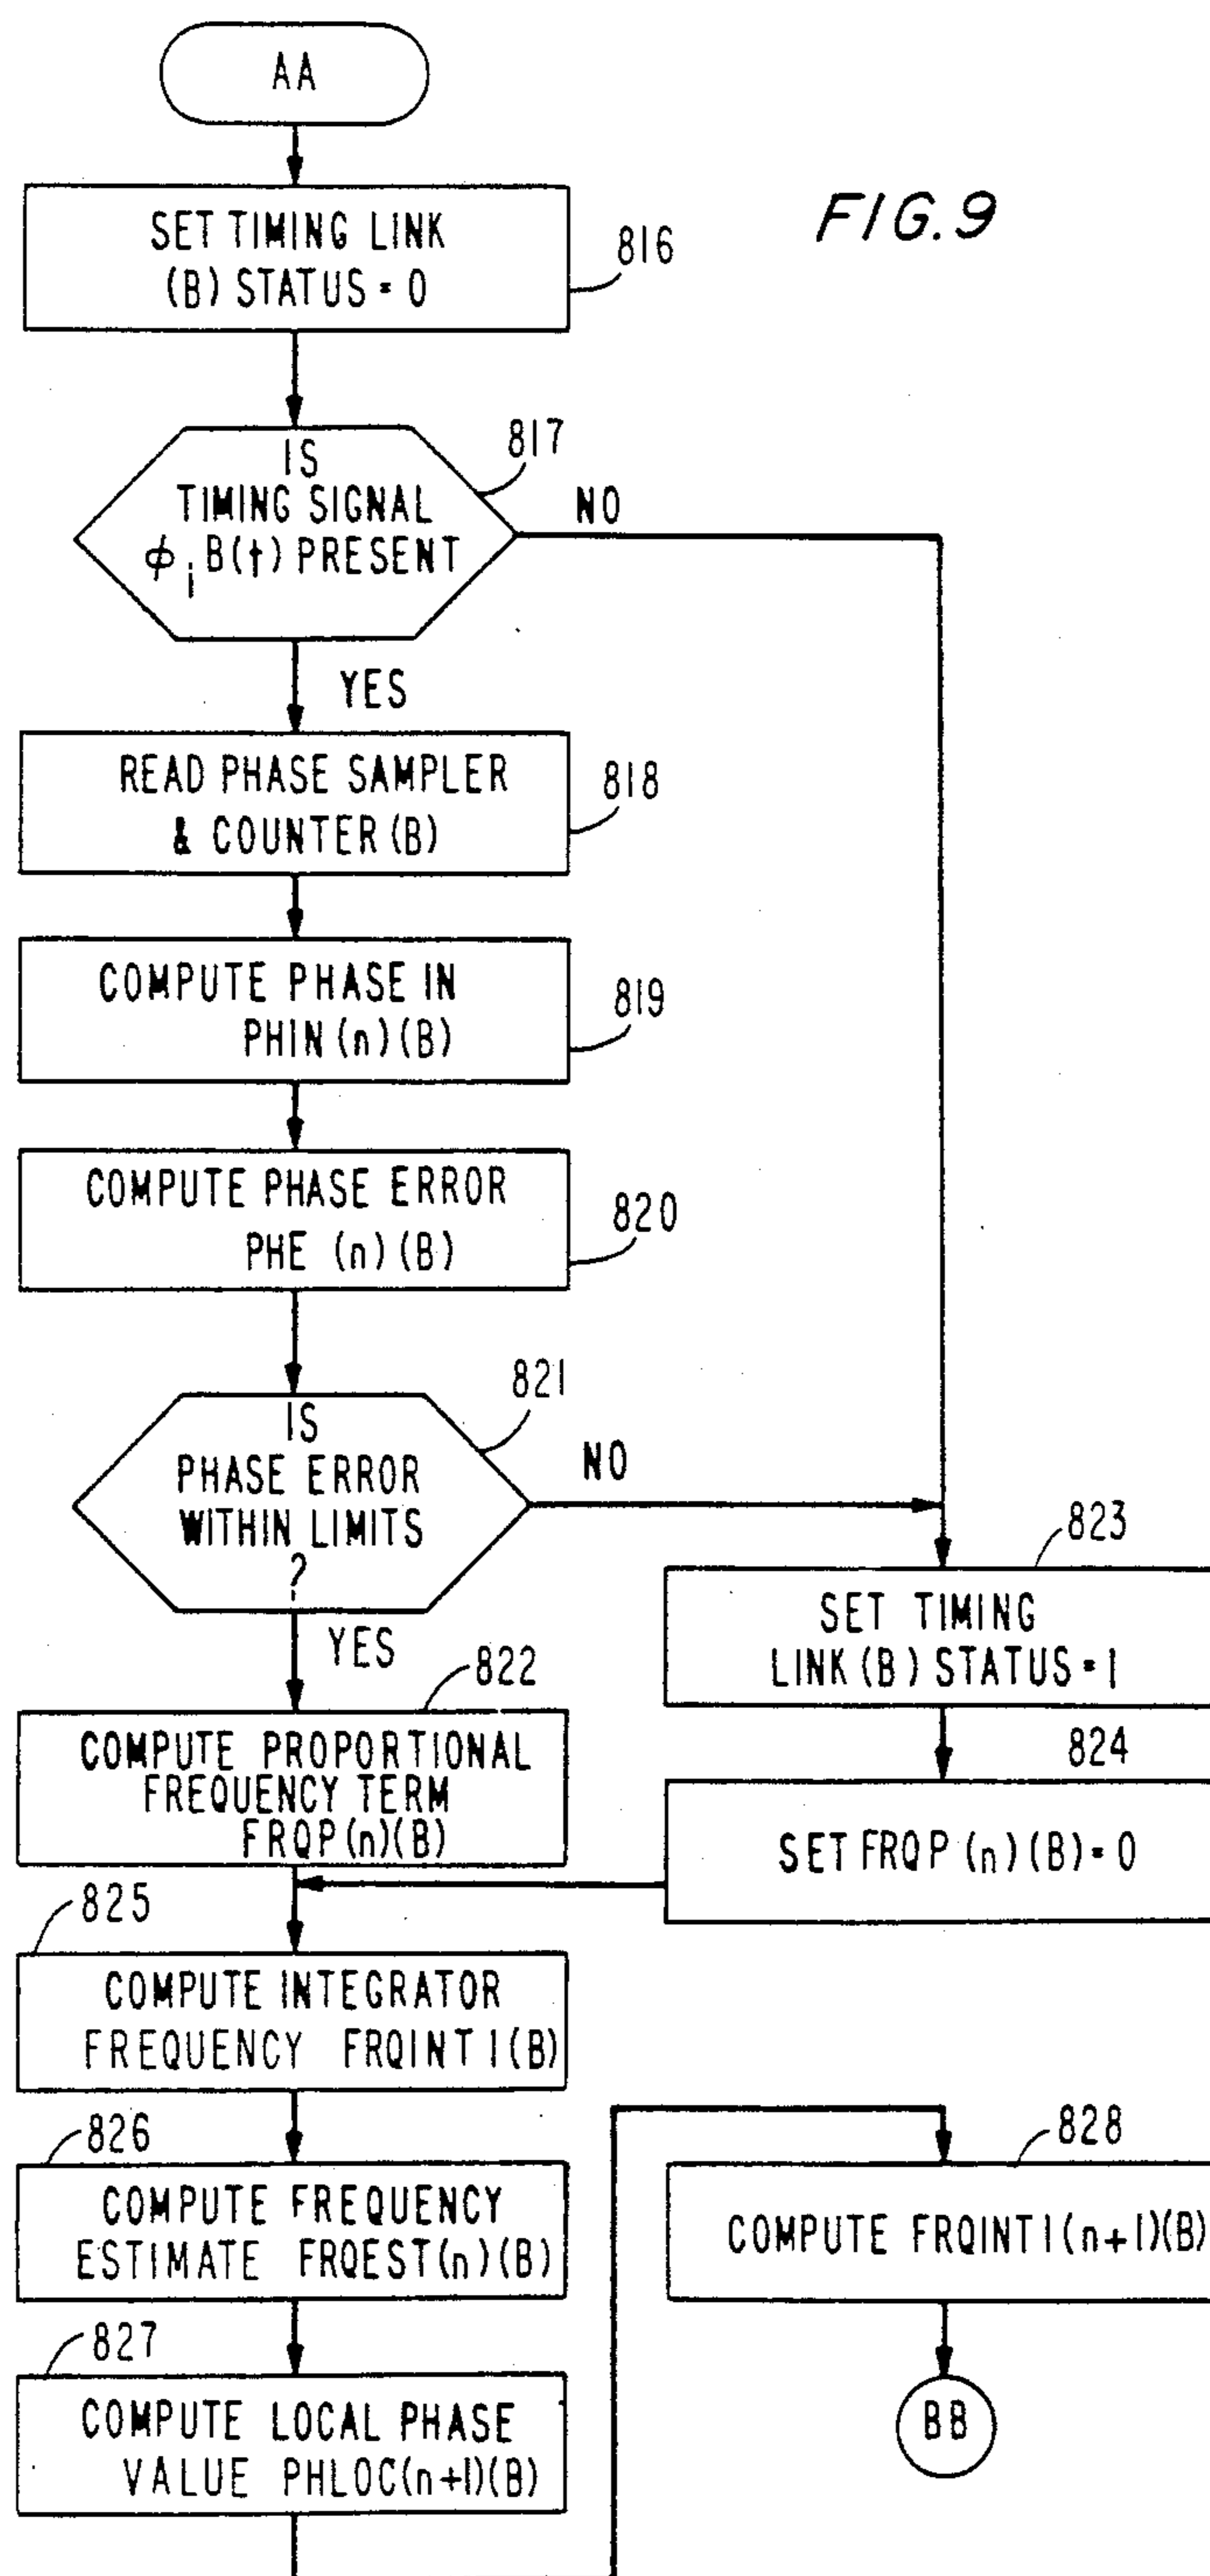 AA
FIG. 9
SET TIMING LINK
(B) STATUS = 0
816
817
IS
TIMING SIGNAL
ϕi B(t) PRESENT
NO
YES
READ PHASE SAMPLER
& COUNTER (B)
818
COMPUTE PHASE IN
PHIN (n) (B)
819
COMPUTE PHASE ERROR
PHE (n) (B)
820
821
IS
PHASE ERROR
WITHIN LIMITS
?
NO
YES
822
COMPUTE PROPORTIONAL
FREQUENCY TERM
FRQP (n) (B)
823
SET TIMING
LINK (B) STATUS = 1
824
SET FRQP (n) (B) = 0
825
COMPUTE INTEGRATOR
FREQUENCY FRQINT 1 (B)
826
COMPUTE FREQUENCY
ESTIMATE FRQEST (n) (B)
827
COMPUTE LOCAL PHASE
VALUE PHLOC (n+1) (B)
828
COMPUTE FRQINT 1 (n+1) (B)
BB